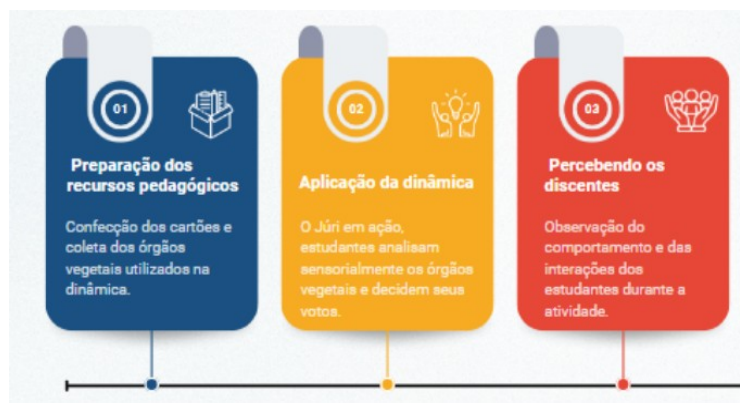 01
Preparação dos
recursos pedagógicos
Confecção dos cartões e
coleta dos órgãos
vegetais utilizados na
dinâmica.
02
Aplicação da dinâmica
O Júri em ação,
estudantes analisam
sensorialmente os órgãos
vegetais e decidem seus
votos.
03
Percebendo os
discentes
Observação do
comportamento e das
interações dos
estudantes durante a
atividade.